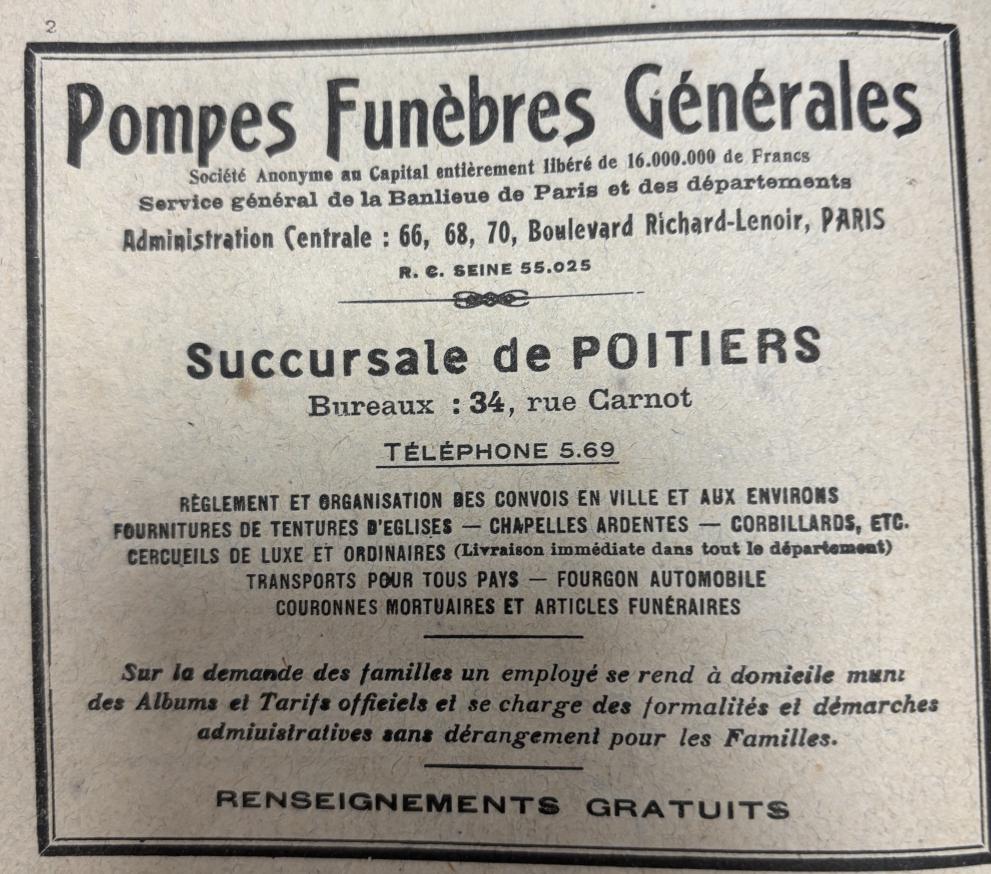 2
Pompes Funèbres Générales
Société Anonyme au Capital entièrement libéré de 16.000.000 de Francs
Service général de la Banlieue de Paris et des départements
Administration Centrale : 66, 68, 70, Boulevard Richard-Lenoir, PARIS
R. C. SEINE 55.025
Succursale de POITIERS
Bureaux : 34, rue Carnot
TÉLÉPHONE 5.69
RÈGLEMENT ET ORGANISATION DES CONVOIS EN VILLE ET AUX ENVIRONS
FOURNITURES DE TENTURES D'EGLISES — CHAPELLES ARDENTES — CORBILLARDS, ETC.
CERCUEILS DE LUXE ET ORDINAIRES (Livraison immédiate dans tout le département)
TRANSPORTS POUR TOUS PAYS — FOURGON AUTOMOBILE
COURONNES MORTUAIRES ET ARTICLES FUNÉRAIRES
Sur la demande des familles un employé se rend à domicile muni
des Albums et Tarifs officiels et se charge des formalités et démarches
administratives sans dérangement pour les Familles.
RENSEIGNEMENTS GRATUITS